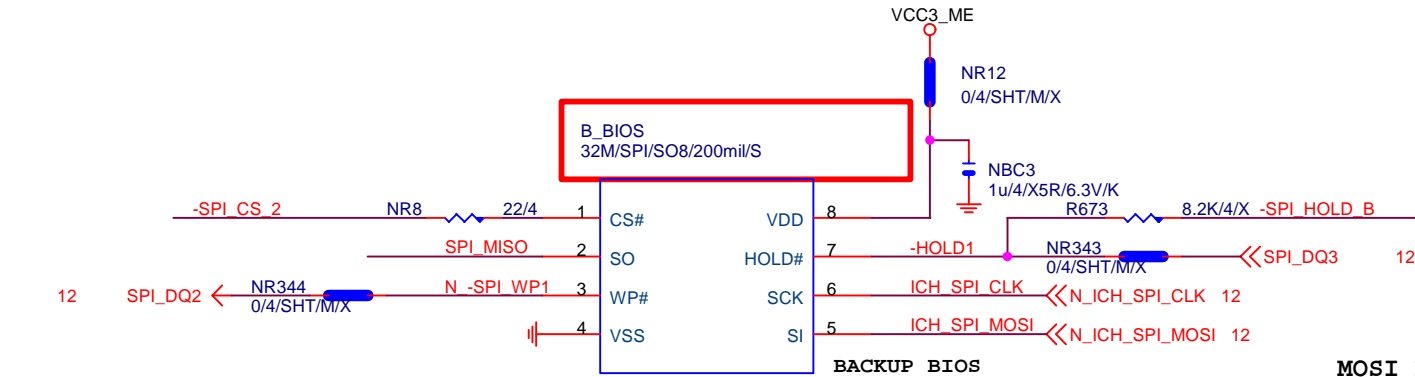 VCC3_ME
NR12
0/4/SHT/M/X
B_BIOS
32M/SPI/SO8/200mil/S
NBC3
1u/4/X5R/6.3V/K
-SPI_CS_2 NR8 22/4 1 CS# VDD 8 R673 8.2K/4/X -SPI_HOLD_B
SPI_MISO 2 SO HOLD# 7 -HOLD1 NR343 SPI_DQ3 12
0/4/SHT/M/X
12 SPI_DQ2 NR344 N_-SPI_WP1 3 WP# SCK 6 ICH_SPI_CLK N_ICH_SPI_CLK 12
0/4/SHT/M/X
4 VSS SI 5 ICH_SPI_MOSI N_ICH_SPI_MOSI 12
BACKUP BIOS MOSI